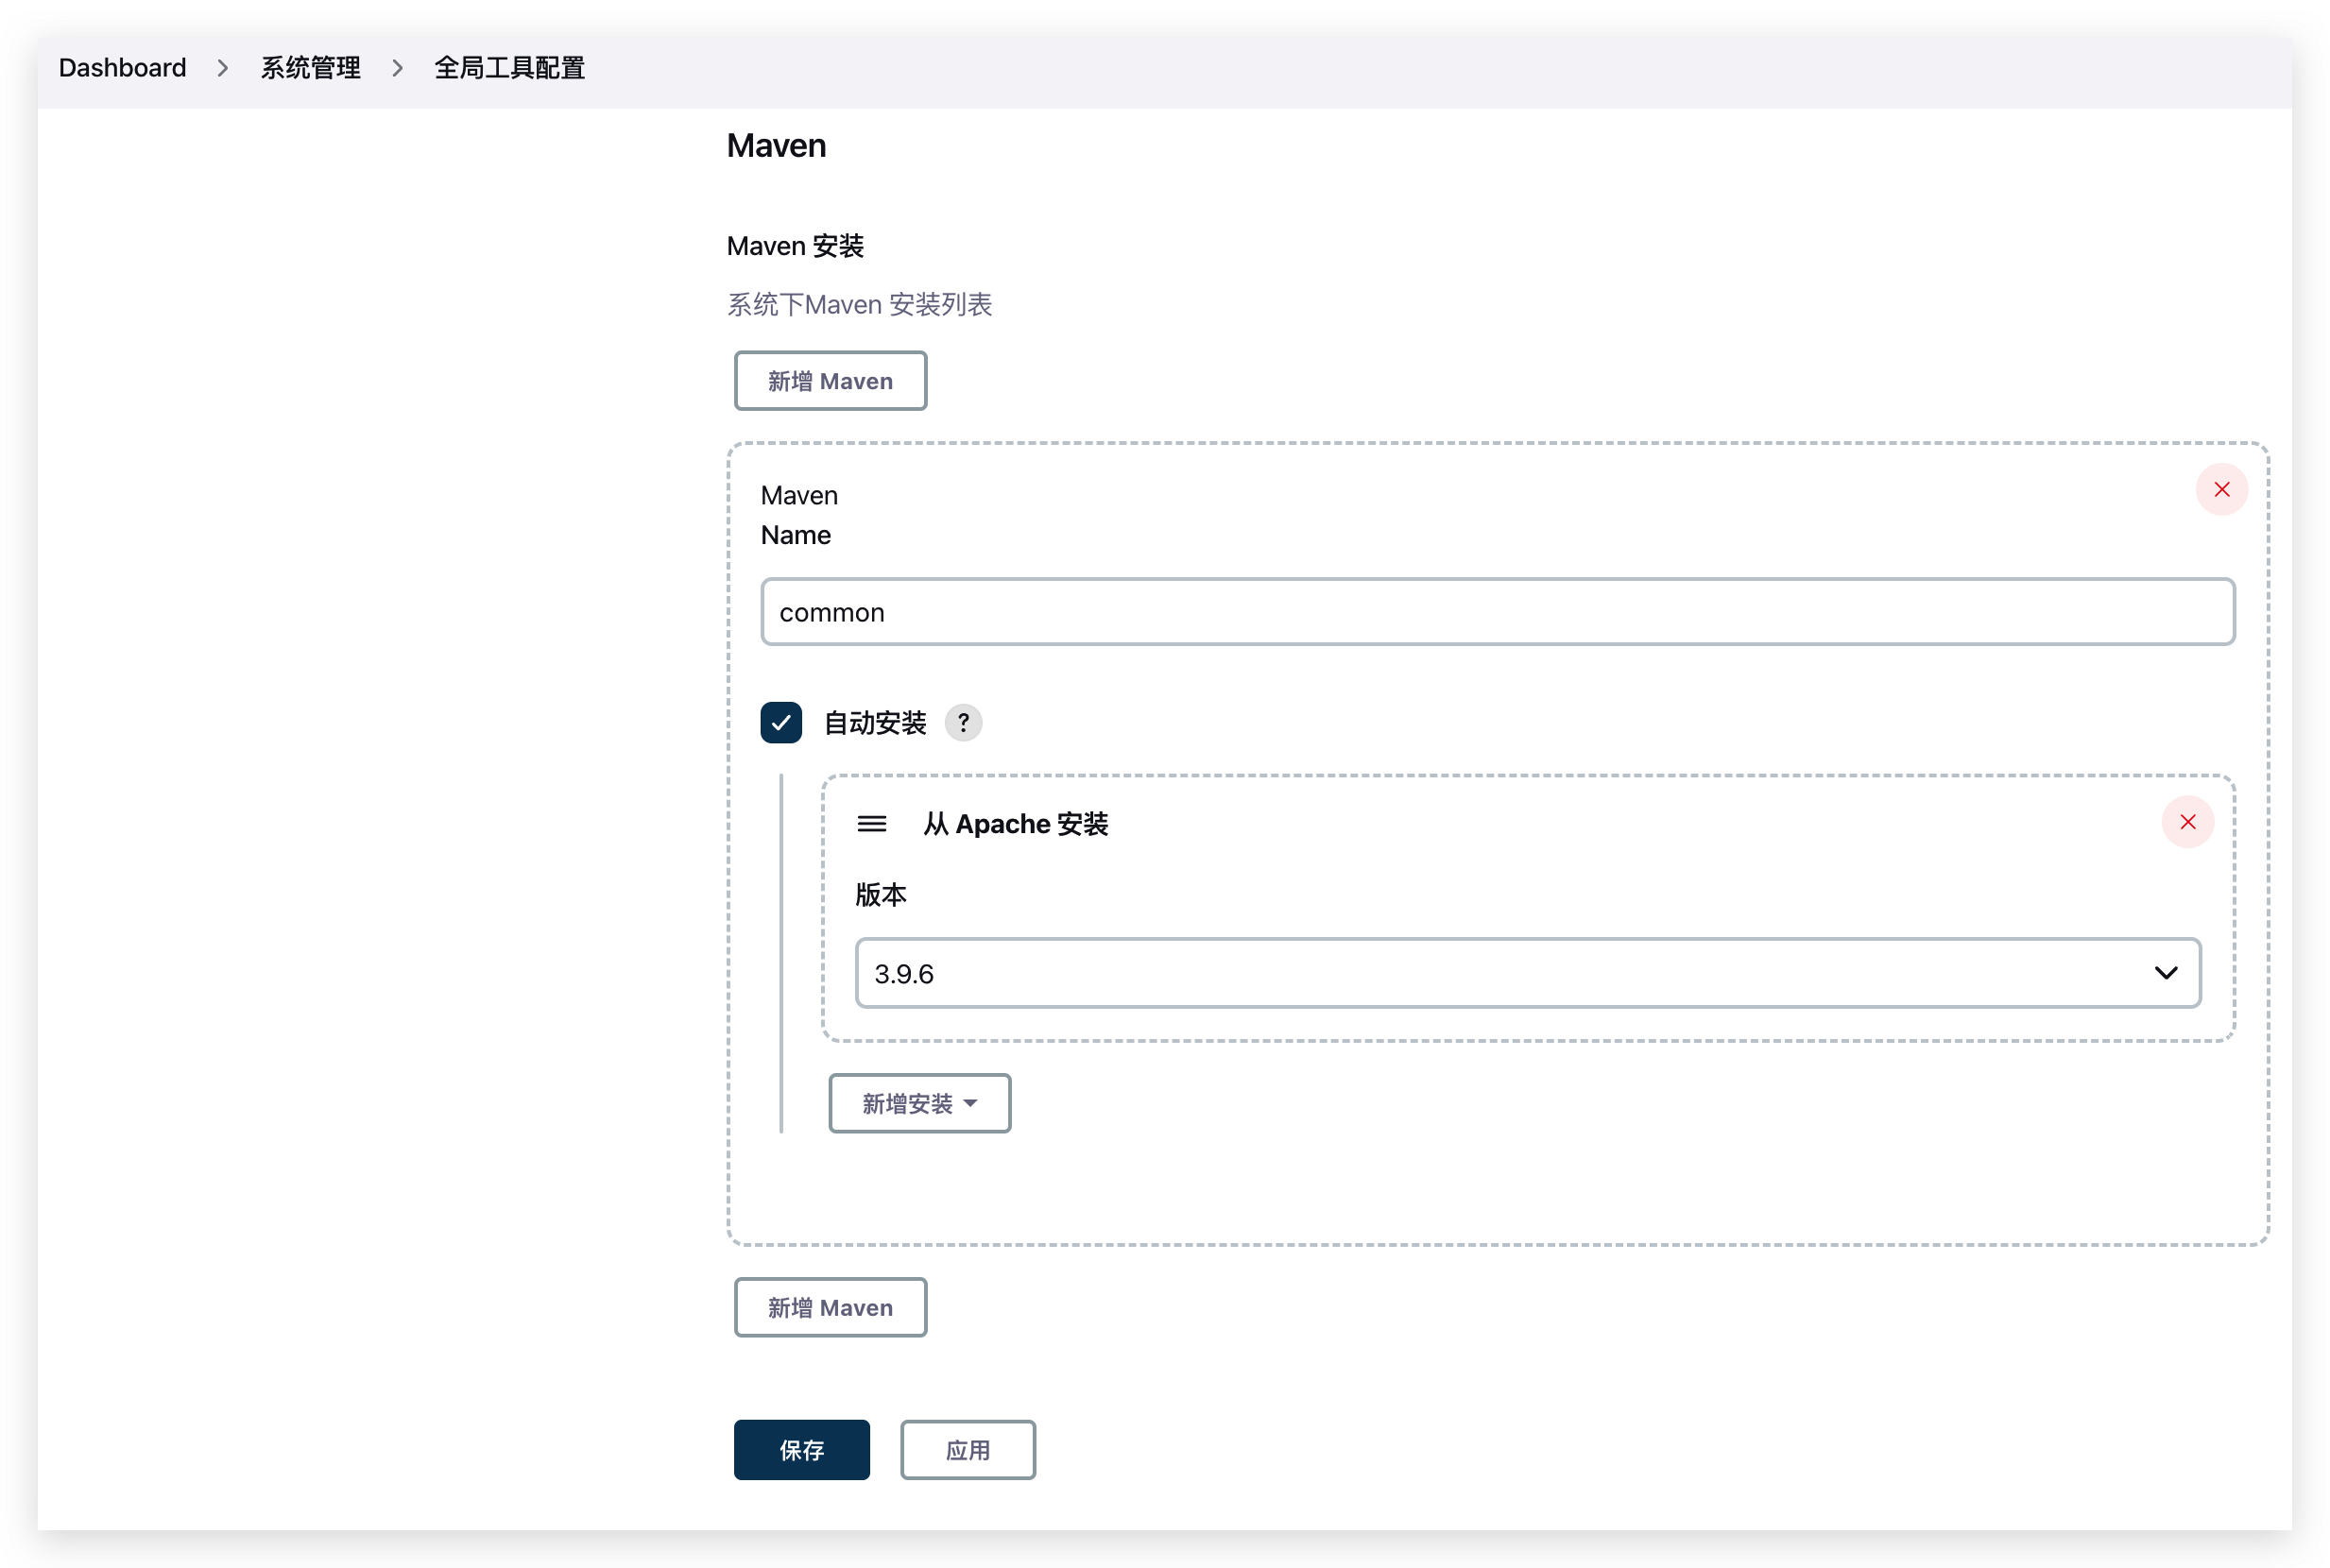 Dashboard > 系统管理 > 全局工具配置
Maven
Maven 安装
系统下Maven 安装列表
新增 Maven
Maven
Name
common
自动安装 ?
从 Apache 安装
版本
3.9.6
新增安装
新增 Maven
保存 应用